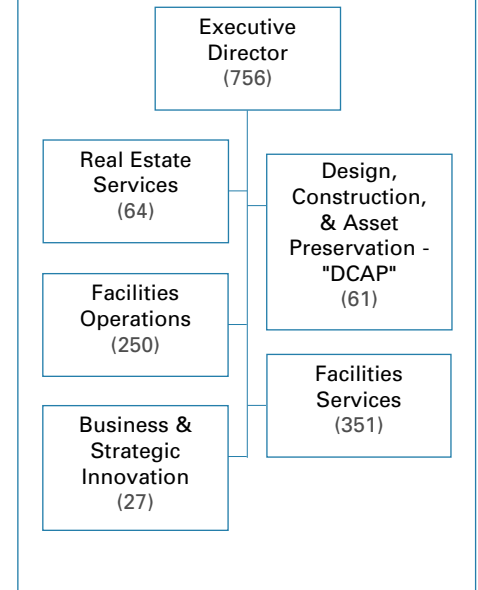 Executive
Director
(756)
Real Estate
Services
(64)
Design,
Construction,
& Asset
Preservation -
"DCAP"
(61)
Facilities
Operations
(250)
Facilities
Services
(351)
Business &
Strategic
Innovation
(27)